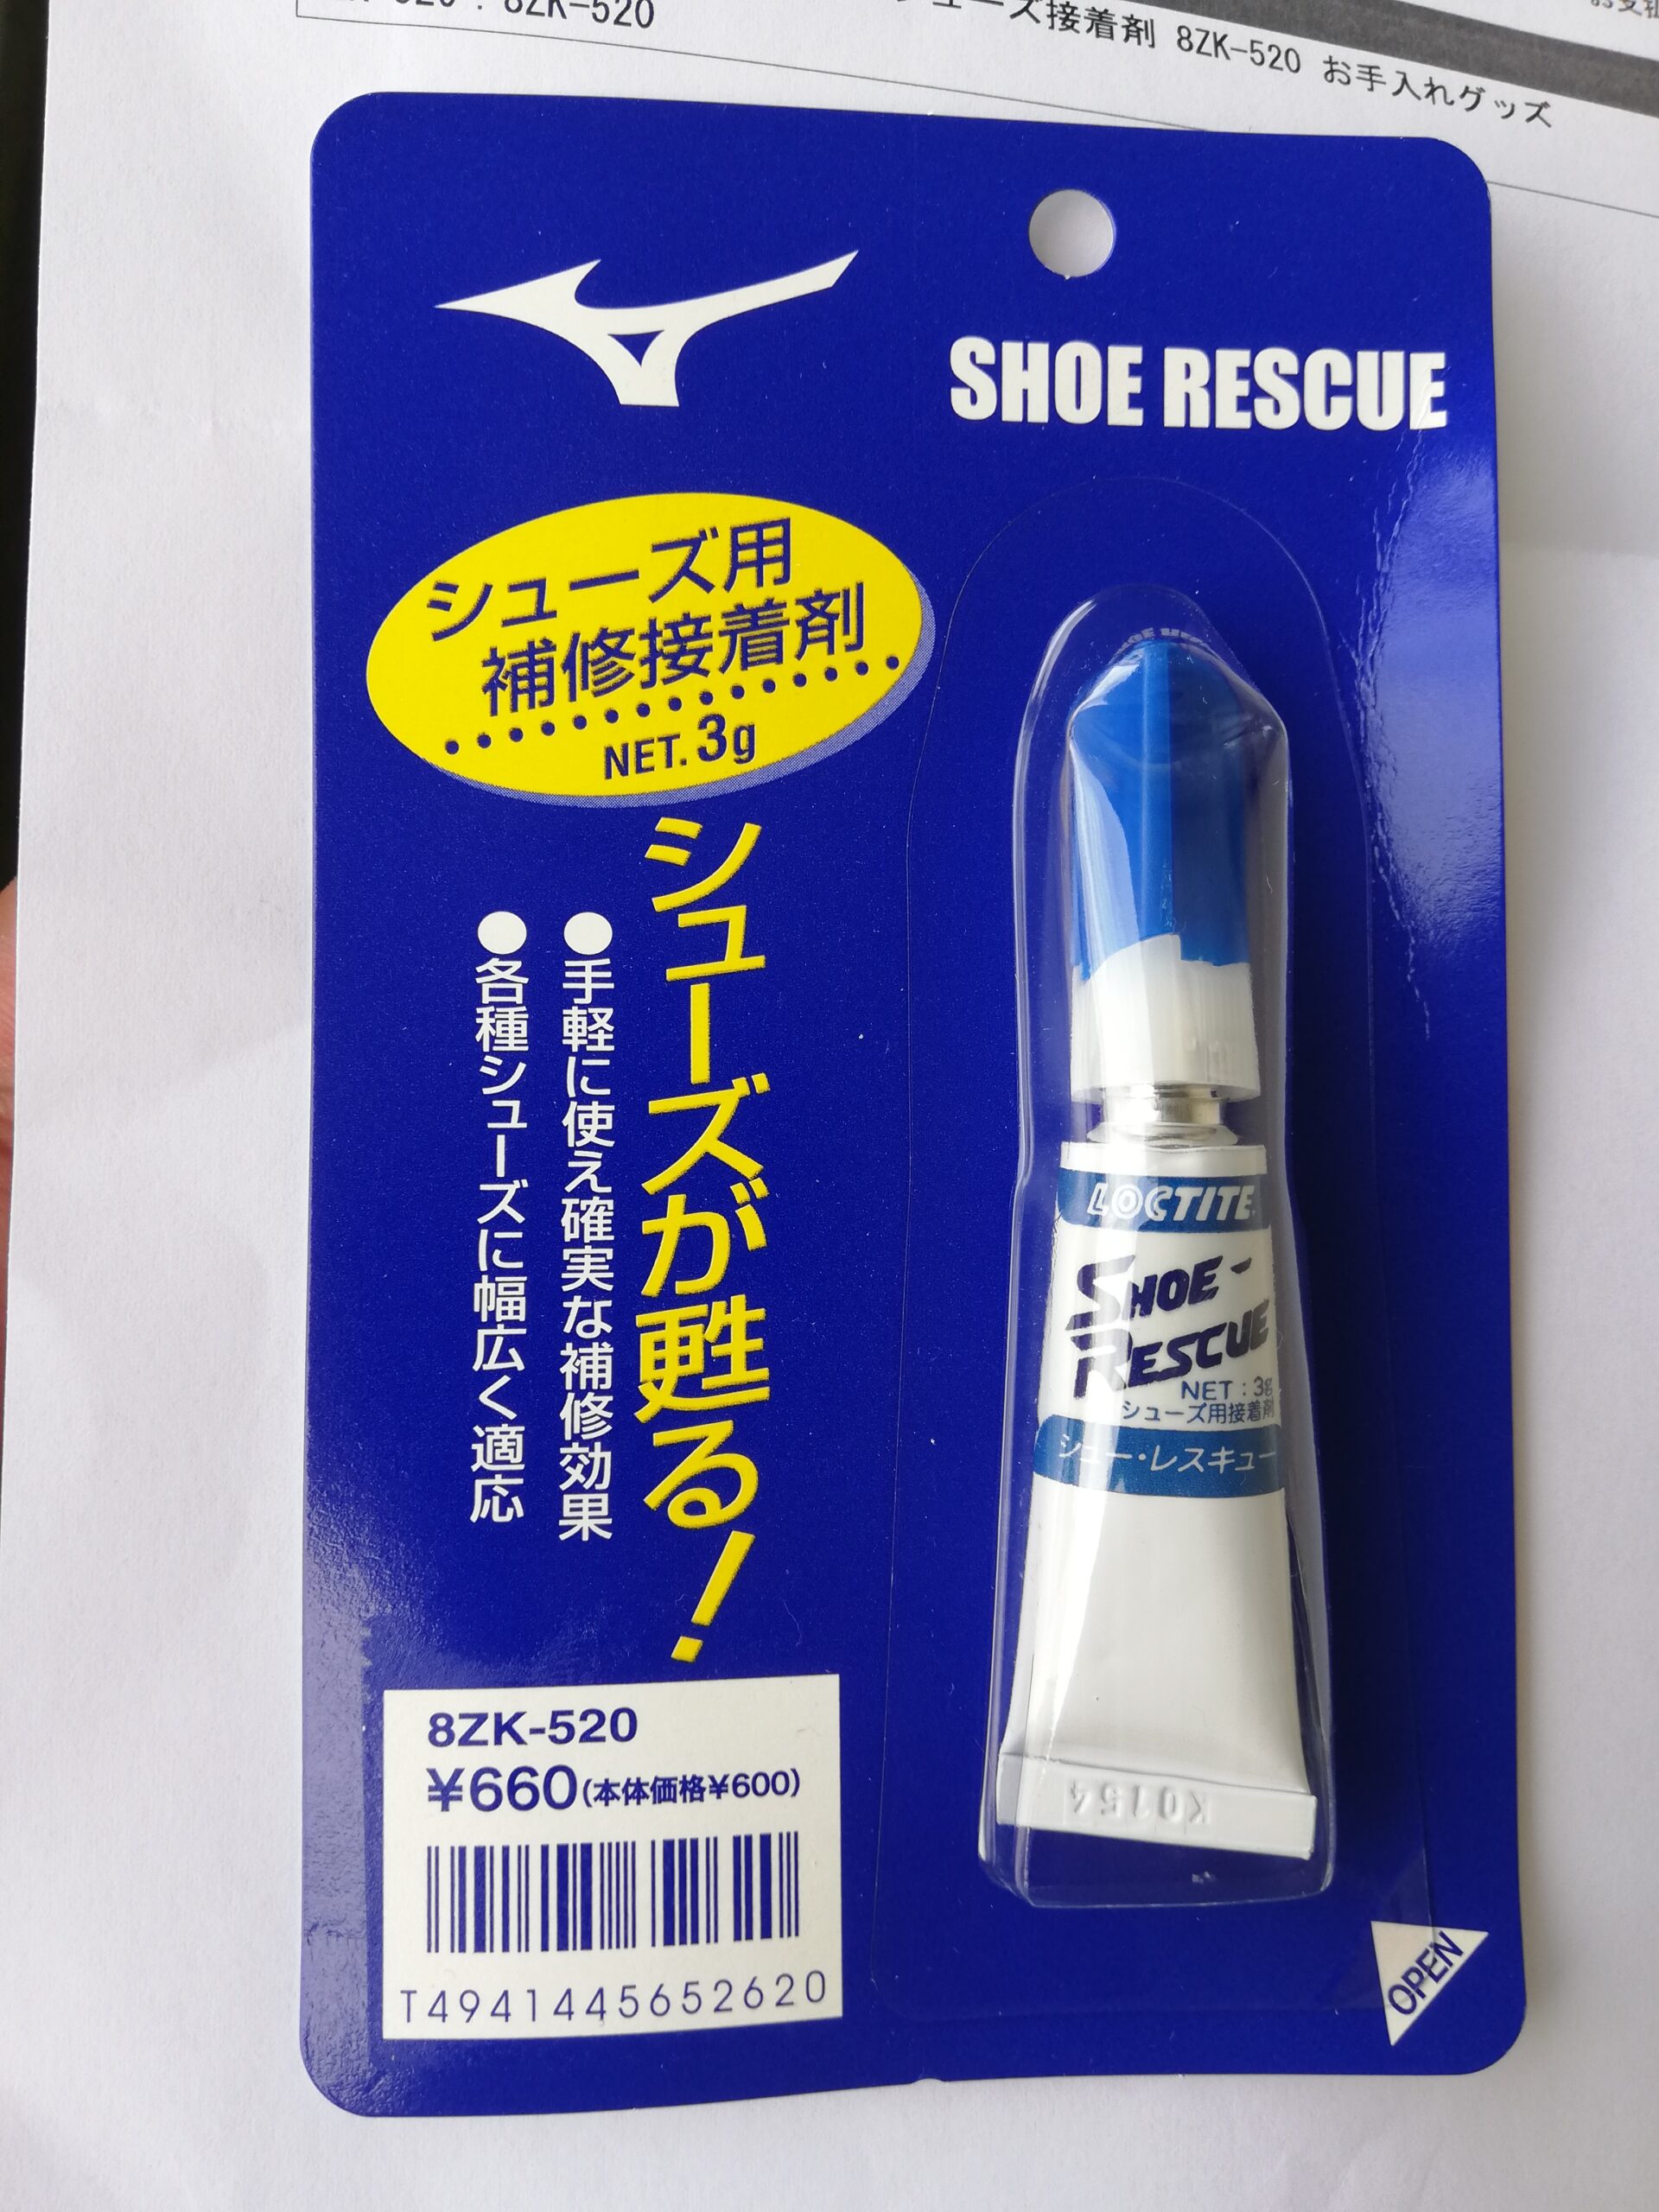 8ZK-520
シューズ接着剤 8ZK-520 お手入れグッズ
SHOE RESCUE
シューズ用
補修接着剤
NET. 3g
シューズが甦る!
●手軽に使え確実な補修効果
●各種シューズに幅広く適応
LOCTITE
SHOE-
RESCUE
NET : 3g
シューズ用接着剤
シュー・レスキュー
K0154
8ZK-520
¥660(本体価格¥600)
T4941445652620
OPEN